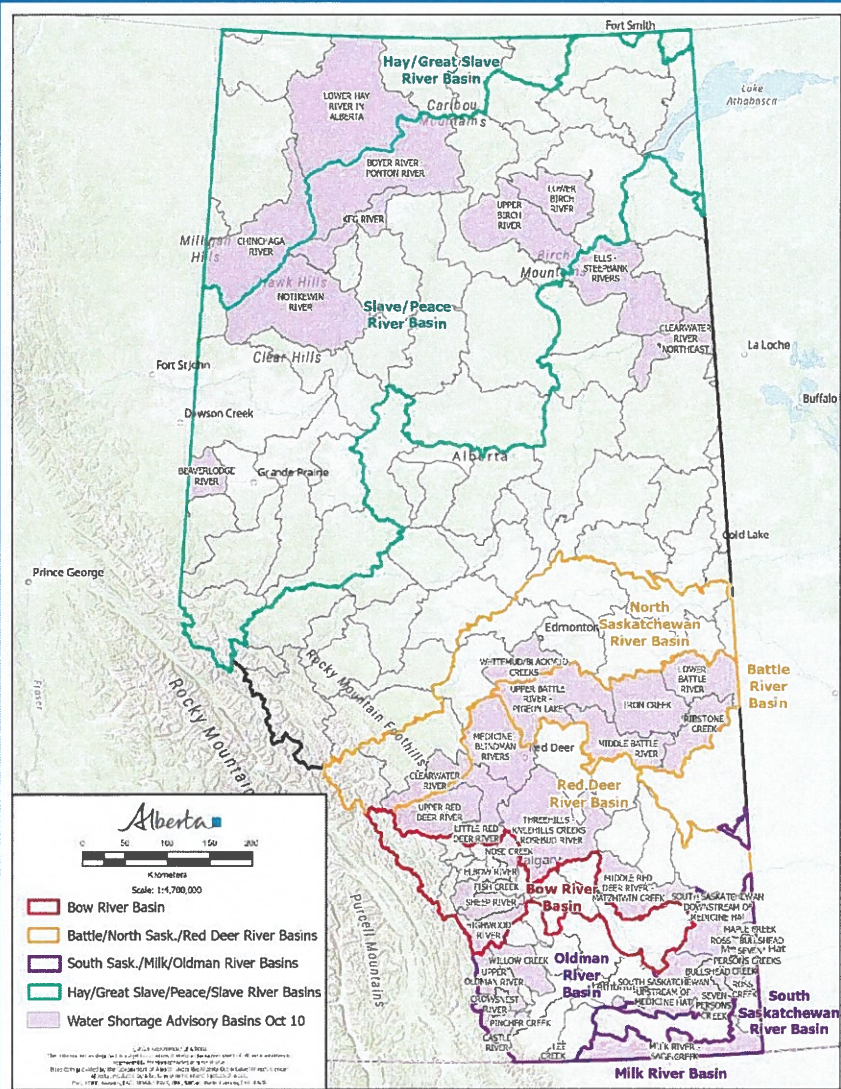 Fort Smith
Hay/Great Slave
River Basin
Lake
Athabasca
LOWER HAY
RIVER IN
ALBERTA
Caribou
Mountains
BOYER RIVER -
PONTON RIVER
LOWER
BIRCH
RIVER
UPPER
BIRCH
RIVER
KEG RIVER
CHINCHAGA
RIVER
Hills
Birch
Mountains
ELLS -
STEEPBANK
RIVERS
Hawk Hills
NOTIKEWIN
RIVER
Slave/Peace
River Basin
CLEARWATER
RIVER
NORTHEAST
La Loche
Clear Hills
Fort St John
Buffalo
Dawson Creek
Alberta
BEAVERLODGE
RIVER
Grande Prairie
Cold Lake
Prince George
North
Saskatchewan
River Basin
Edmonton
Rocky Mountain Foothills
LOWER
BATTLE
RIVER
Battle
River
Basin
CREEKS
UPPER BATTLE
RIVER -
PIGEON LAKE
IRON CREEK
RIBSTONE
CREEK
Fraser
Rocky Mountain
MEDICINE
BLINDMAN
RIVERS
Red Deer
MIDDLE BATTLE
RIVER
CLEARWATER
RIVER
Red Deer
River Basin
UPPER RED
DEER RIVER
THREEHILLS
KNEEHILLS CREEKS
ROSEBUD RIVER
LITTLE RED
DEER RIVER
NOSE CREEK
Calgary
ELBOW RIVER
FISH CREEK
SHEEP RIVER
HIGHWOOD
RIVER
Bow River
Basin
MIDDLE RED
DEER RIVER
MATZHIWIN CREEK
SOUTH SASKATCHEWAN
DOWNSTREAM OF
MEDICINE HAT
MAPLE CREEK
Hat
PERSONS CREEKS
BULLSHEAD CREEK
Purcell Mountains
WILLOW CREEK
Oldman
River
Basin
UPPER
OLDMAN RIVER
CROWSNEST
RIVER
SOUTH SASKATCHEWAN
UPSTREAM OF
MEDICINE HAT
SEVEN
PERSONS
CREEK
ROSS
CREEK
PINCHER CREEK
CASTLE
RIVER
LEE
CREEK
South
Saskatchewan
River Basin
MILK RIVER -
SAGE CREEK
Milk River Basin
Alberta
0 50 100 150 200
Kilometers
Scale: 1:4,700,000
Bow River Basin
Battle/North Sask./Red Deer River Basins
South Sask./Milk/Oldman River Basins
Hay/Great Slave/Peace/Slave River Basins
Water Shortage Advisory Basins Oct 10